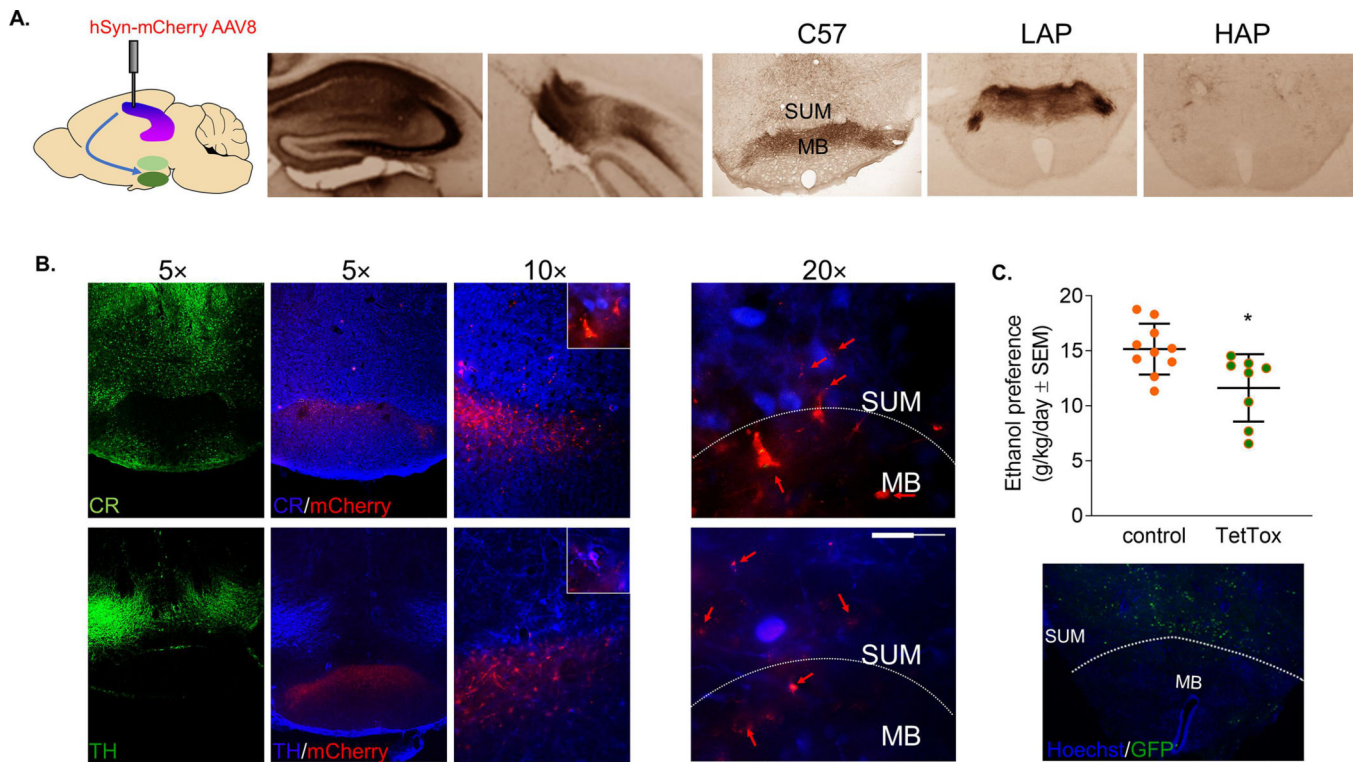 A.
hSyn-mCherry AAV8
C57
LAP
HAP
SUM
MB
B.
5×
5×
10×
20×
CR
CR/mCherry
SUM
MB
TH
TH/mCherry
SUM
MB
C.
Ethanol preference
(g/kg/day ± SEM)
20
15
10
5
0
*
control
TetTox
SUM
MB
Hoechst/GFP